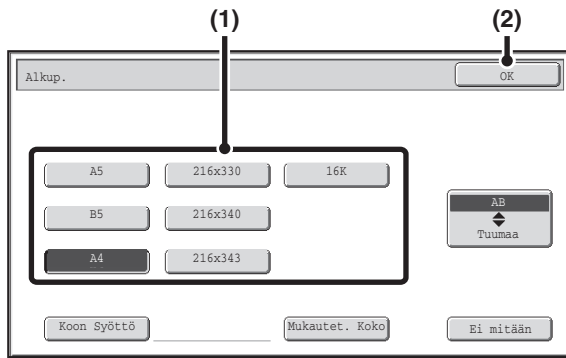 (1) (2)
Alkup. OK
A5 216x330 16K
B5 216x340
A4 216x343
AB
Tuumaa
Koon Syöttö Mukautet. Koko Ei mitään